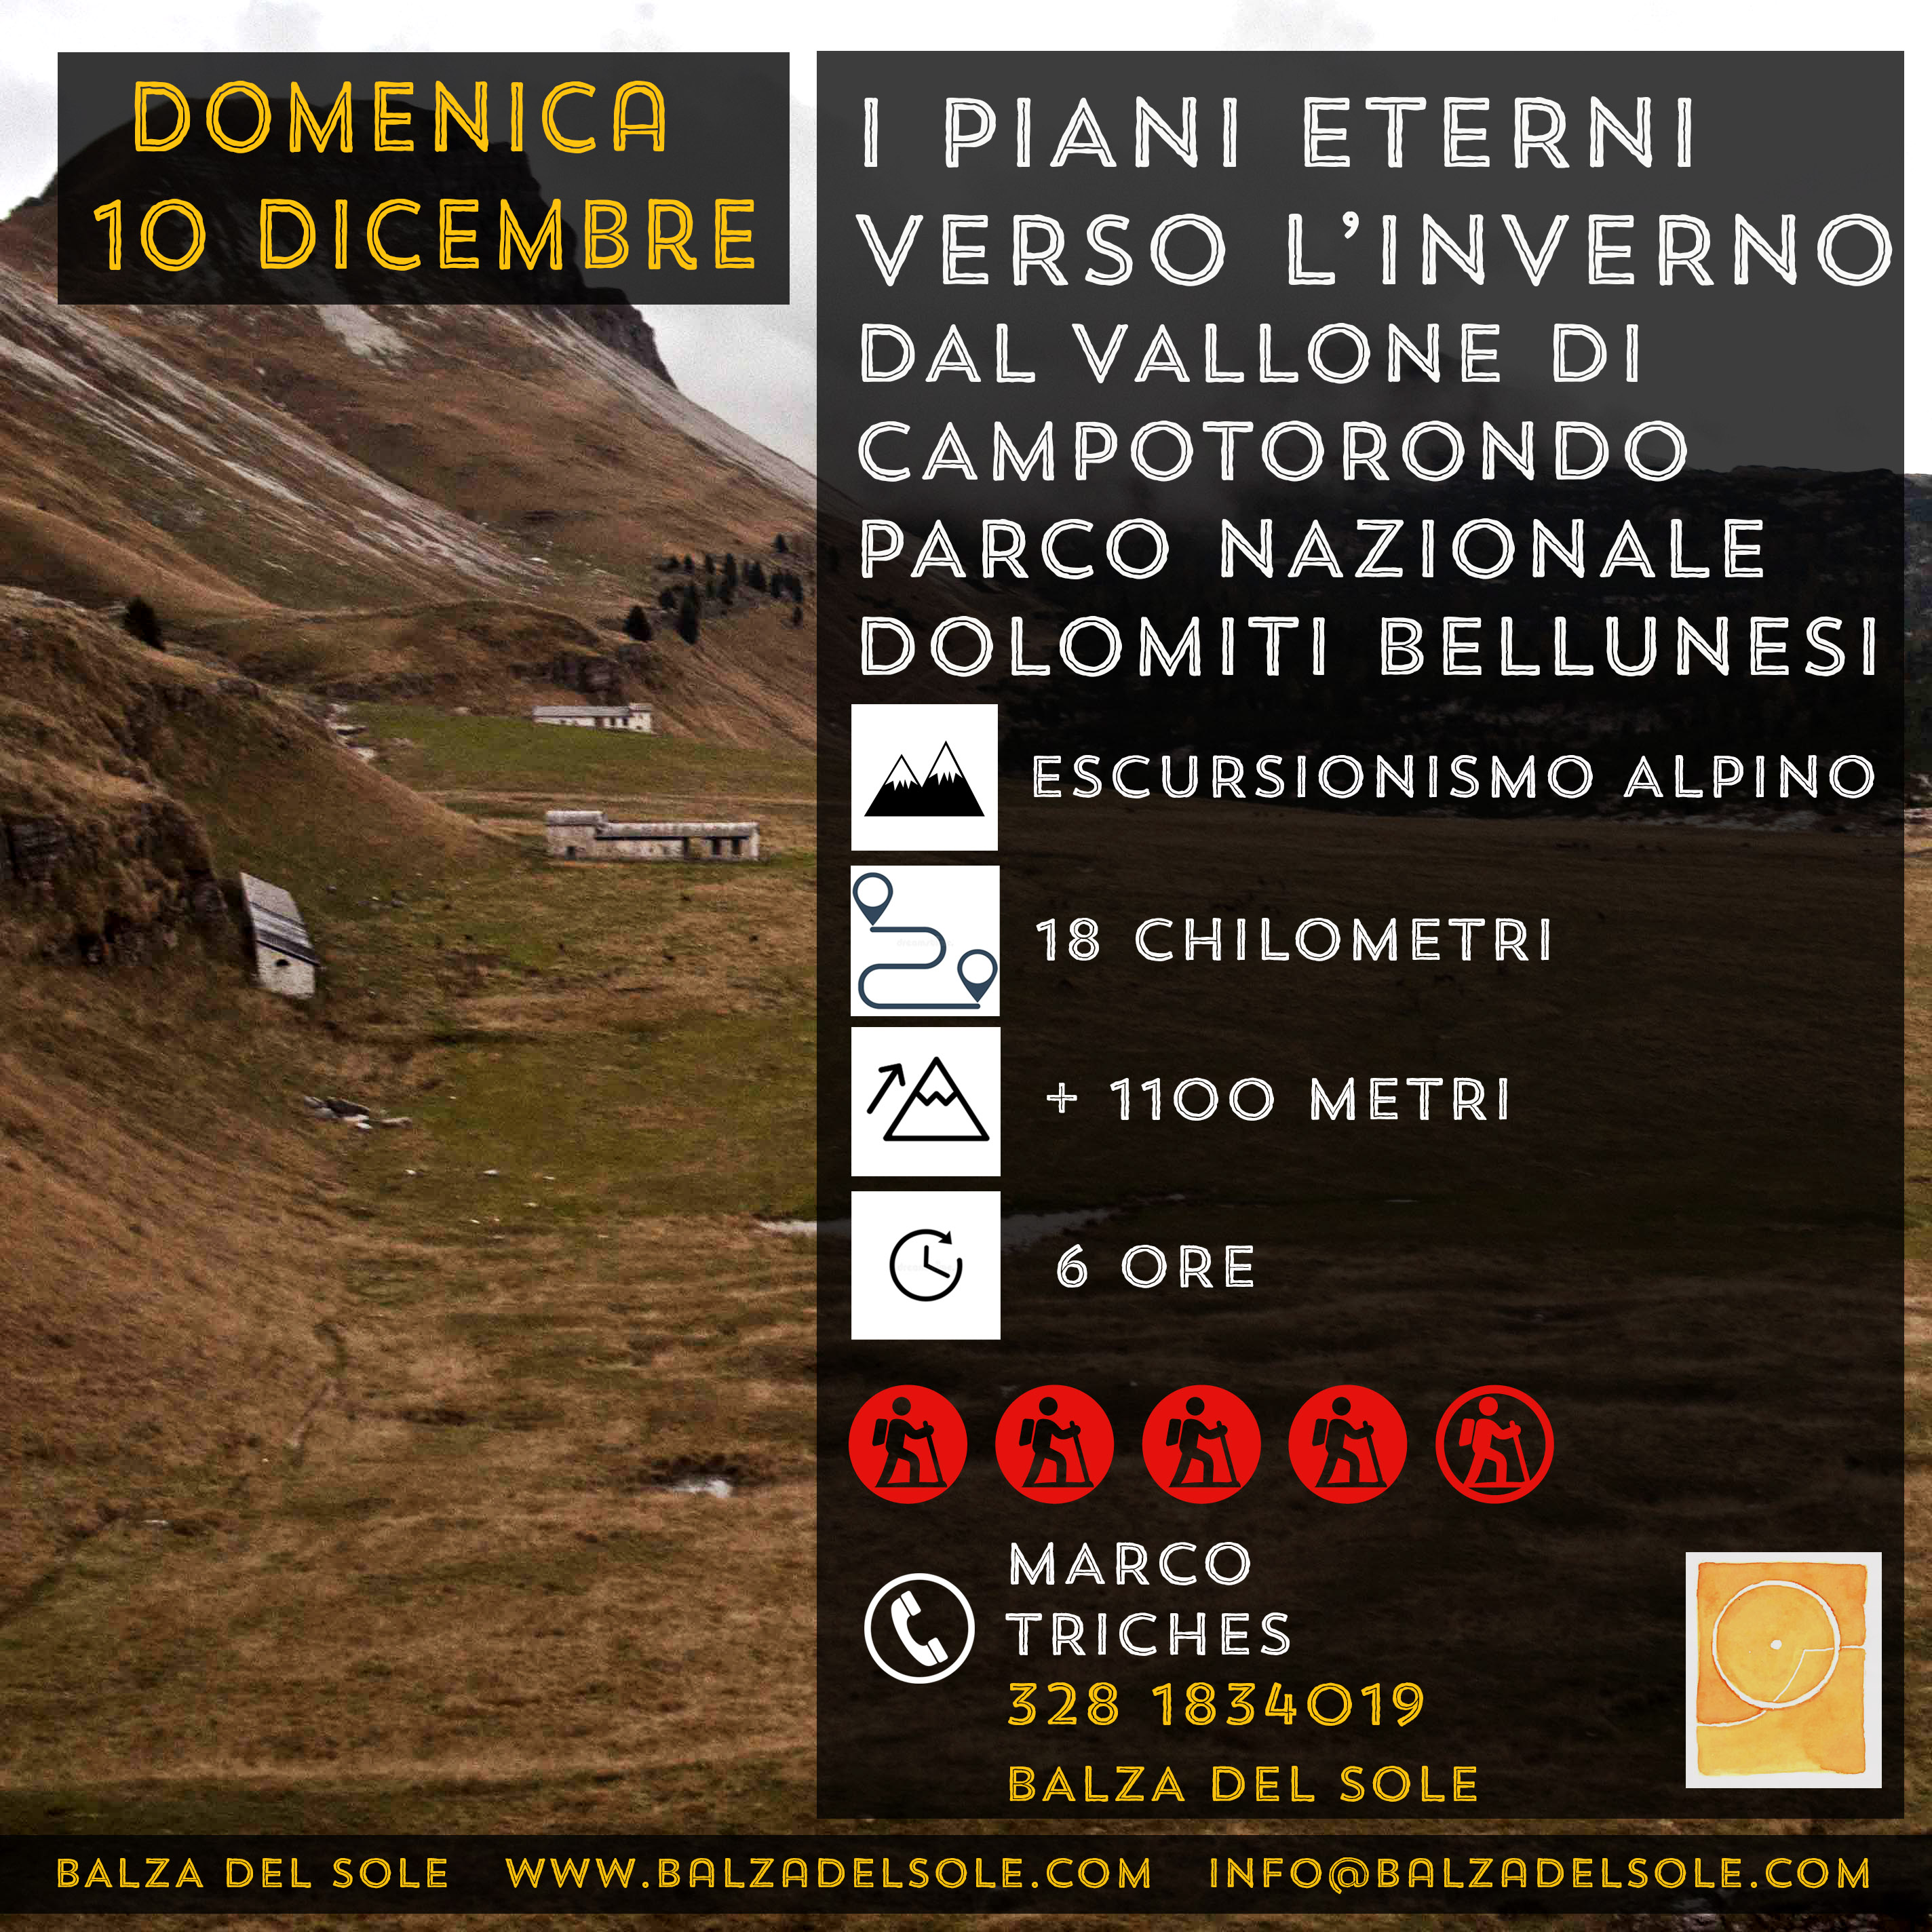 DOMENICA
10 DICEMBRE
I PIANI ETERNI
VERSO L'INVERNO
DAL VALLONE DI
CAMPOTORONDO
PARCO NAZIONALE
DOLOMITI BELLUNESI
ESCURSIONISMO ALPINO
18 CHILOMETRI
+ 1100 METRI
6 ORE
MARCO
TRICHES
328 1834019
BALZA DEL SOLE
BALZA DEL SOLE WWW.BALZADELSOLE.COM INFO@BALZADELSOLE.COM